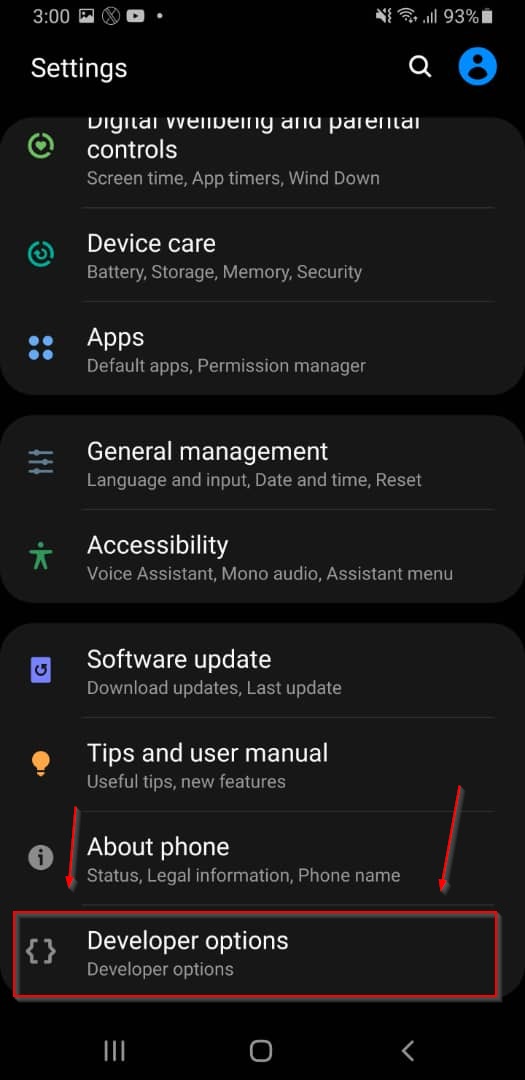 3:00
93%
Settings
Digital Wellbeing and parental
controls
Screen time, App timers, Wind Down
Device care
Battery, Storage, Memory, Security
Apps
Default apps, Permission manager
General management
Language and input, Date and time, Reset
Accessibility
Voice Assistant, Mono audio, Assistant menu
Software update
Download updates, Last update
Tips and user manual
Useful tips, new features
About phone
Status, Legal information, Phone name
Developer options
Developer options